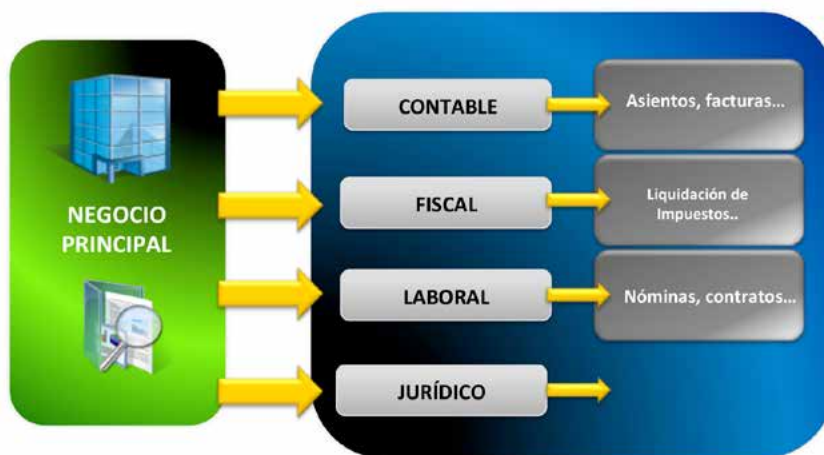 NEGOCIO
PRINCIPAL
CONTABLE
Asientos, facturas...
FISCAL
Liquidación de
Impuestos..
LABORAL
Nóminas, contratos...
JURÍDICO